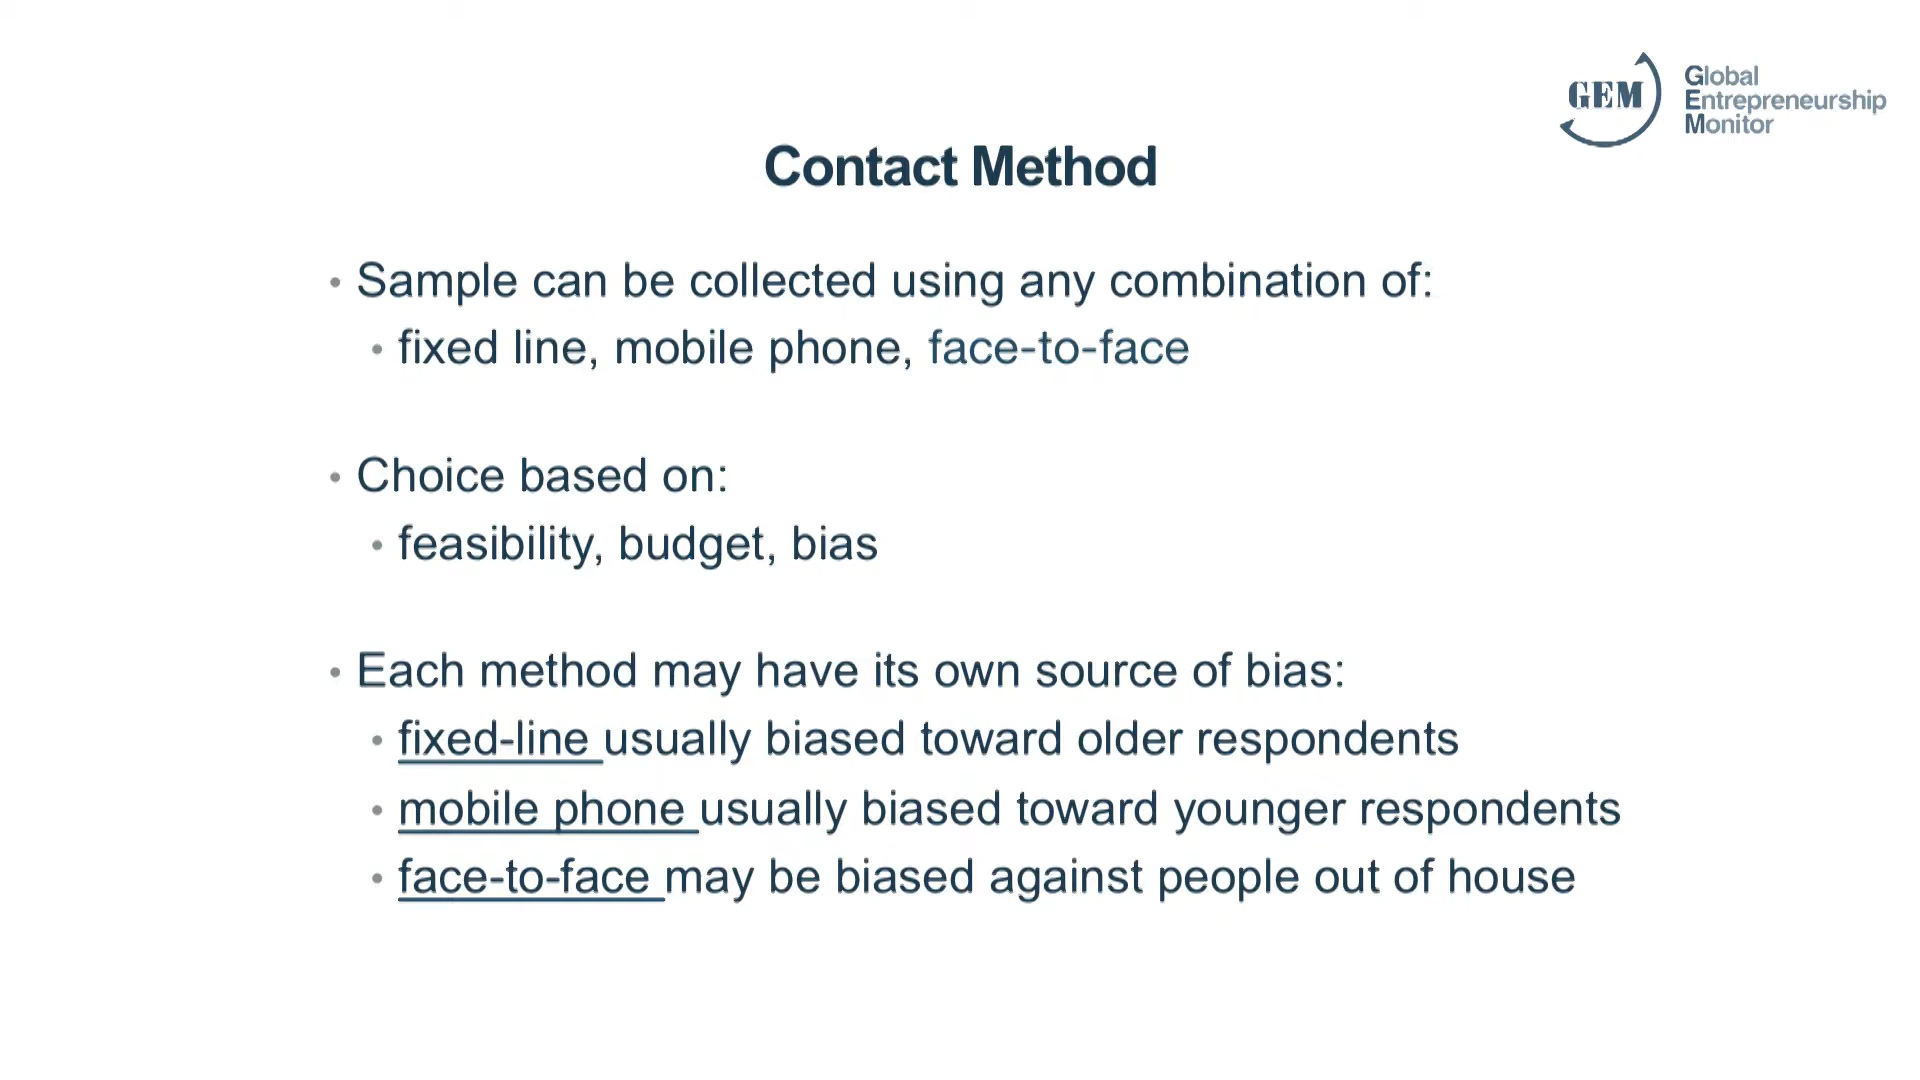 GEM
Global
Entrepreneurship
Monitor
Contact Method
• Sample can be collected using any combination of:
• fixed line, mobile phone, face-to-face
• Choice based on:
• feasibility, budget, bias
• Each method may have its own source of bias:
• fixed-line usually biased toward older respondents
• mobile phone usually biased toward younger respondents
• face-to-face may be biased against people out of house